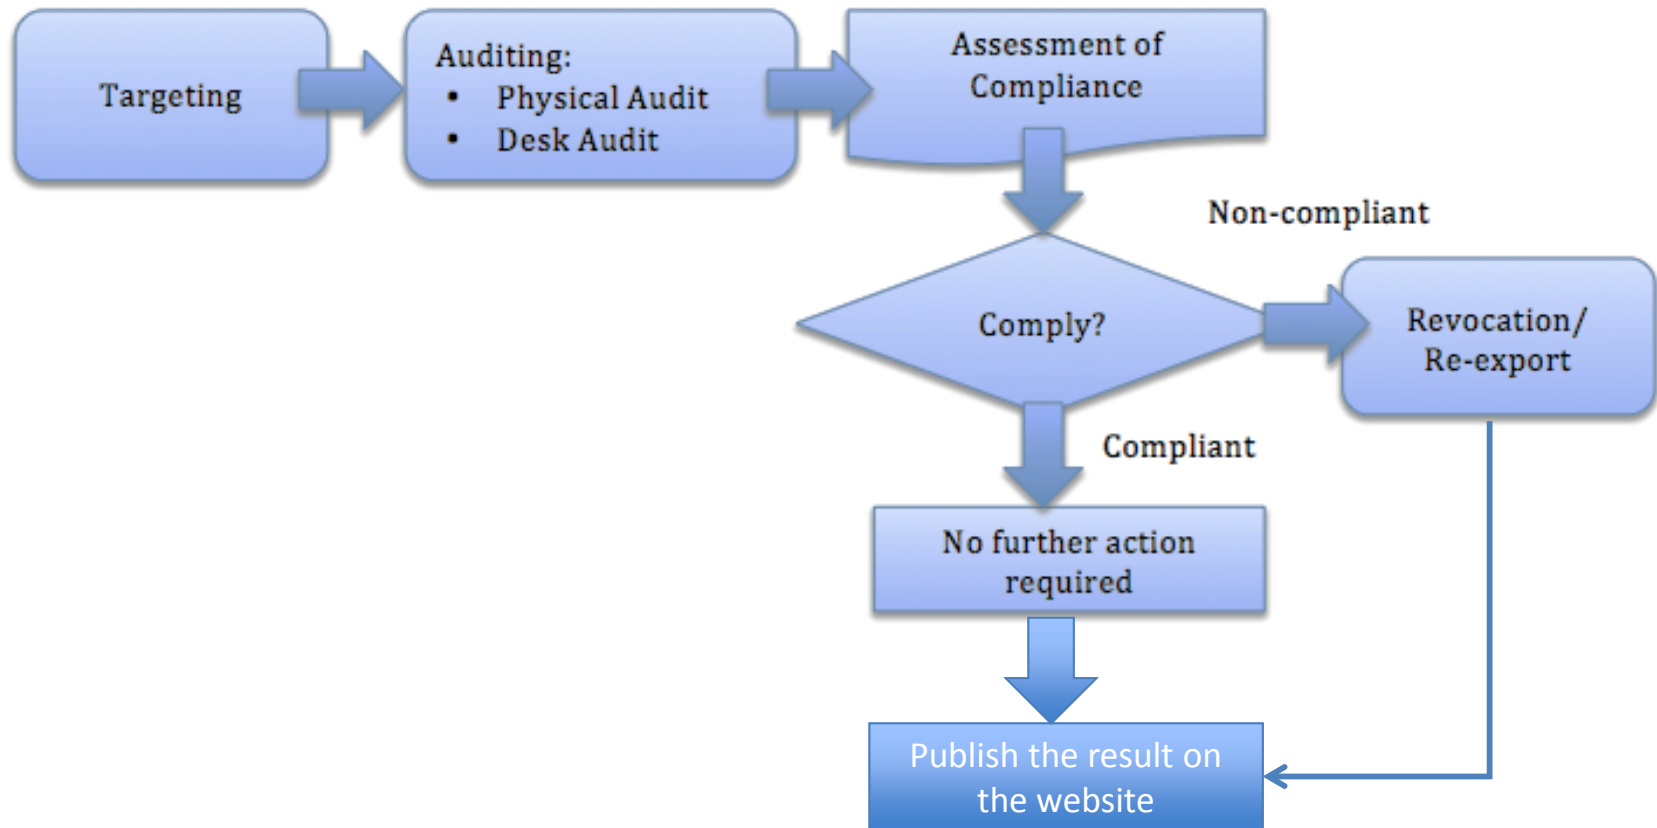 Targeting
Auditing:
• Physical Audit
• Desk Audit
Assessment of
Compliance
Non-compliant
Comply?
Revocation/
Re-export
Compliant
No further action
required
Publish the result on
the website